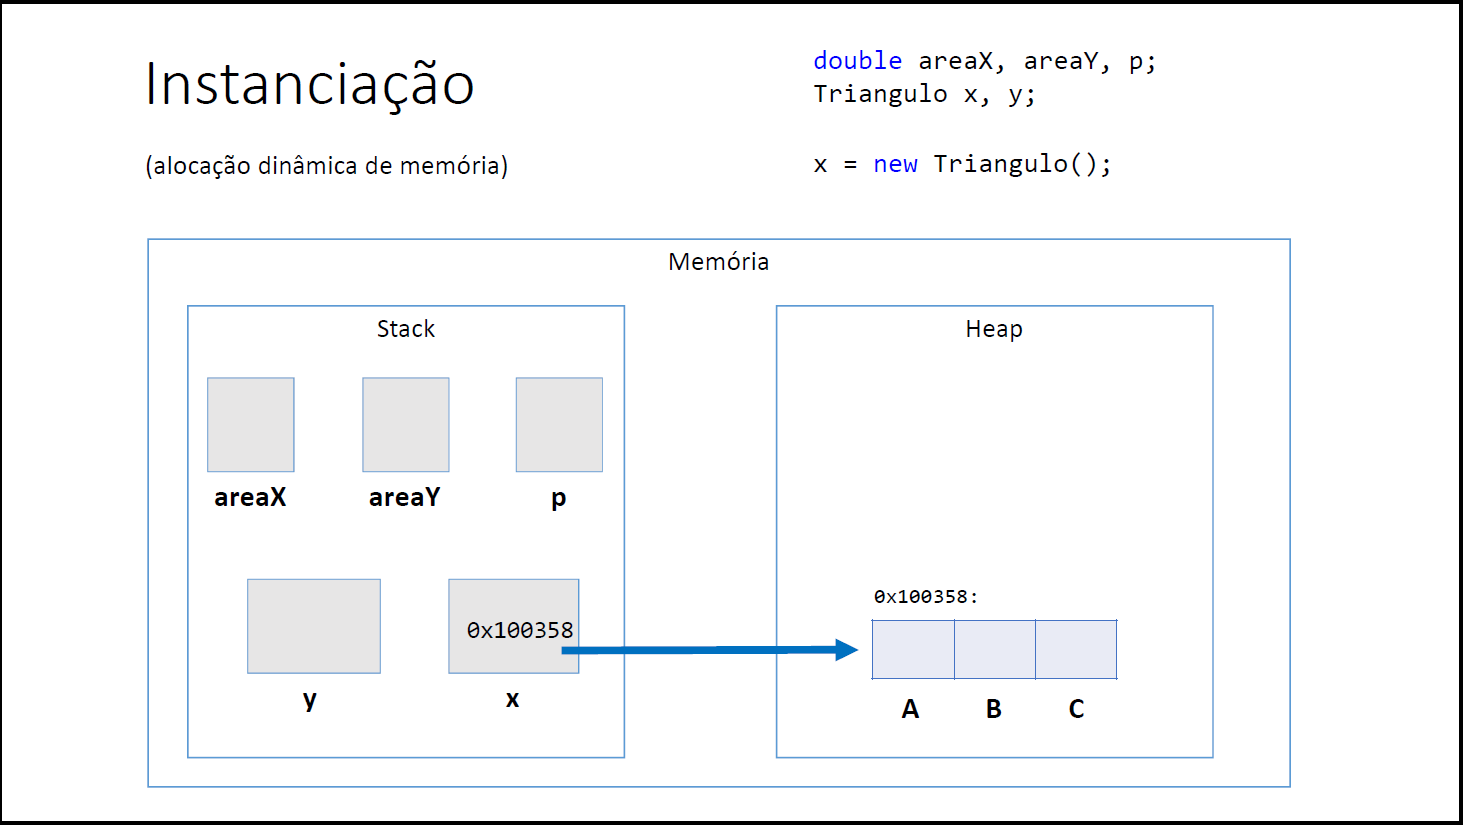 Instanciação
(alocação dinâmica de memória)
double areaX, areaY, p;
Triangulo x, y;
x = new Triangulo();
Memória
Stack
areaX areaY p
0x100358
y x
Heap
0x100358:
A B C